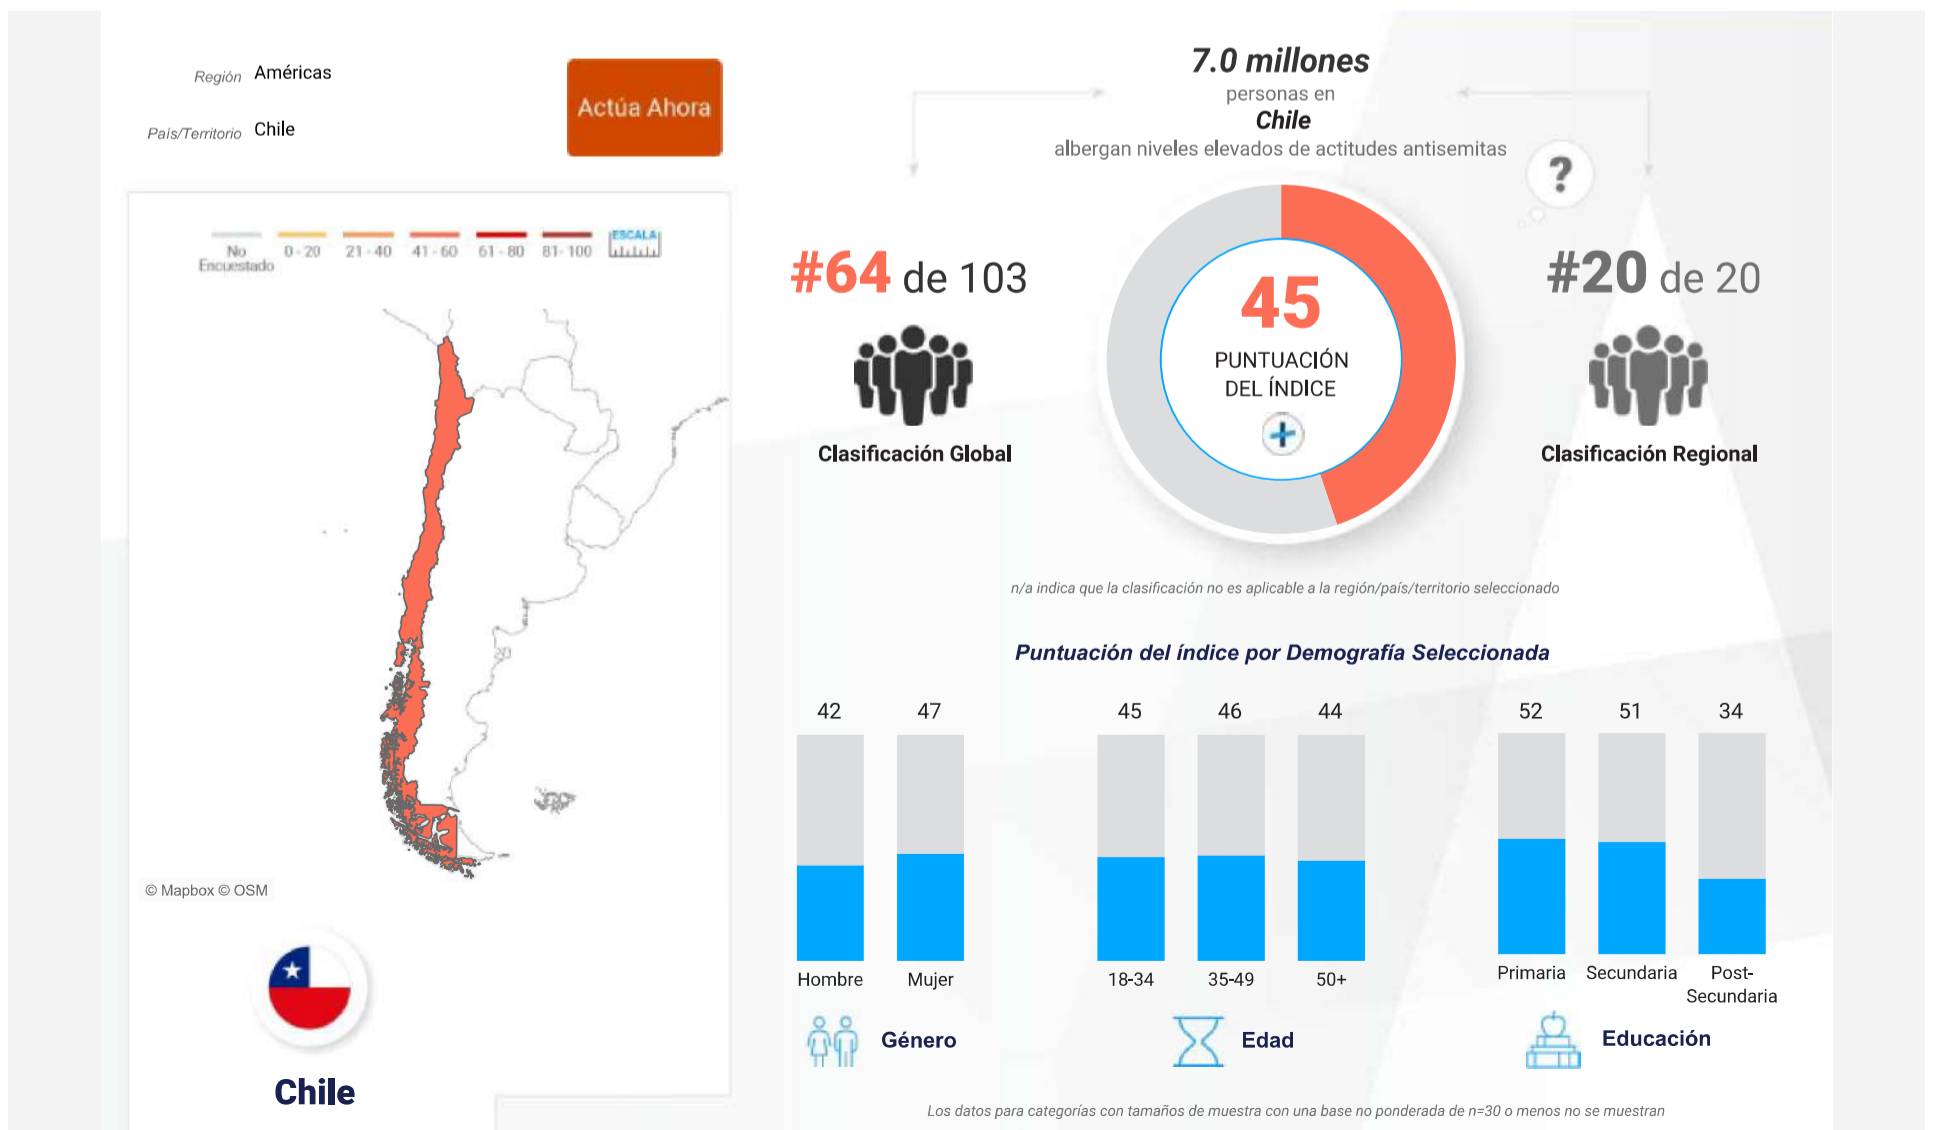 Región Américas
País/Territorio Chile
Actúa Ahora
No
Encuestado
0 - 20
21 - 40
41 - 60
61 - 80
81- 100
ESCALA
© Mapbox © OSM
Chile
7.0 millones
personas en
Chile
albergan niveles elevados de actitudes antisemitas
?
#64 de 103
Clasificación Global
45
PUNTUACIÓN
DEL ÍNDICE
#20 de 20
Clasificación Regional
n/a indica que la clasificación no es aplicable a la región/país/territorio seleccionado
Puntuación del índice por Demografía Seleccionada
42 47 45 46 44 52 51 34
Hombre Mujer 18-34 35-49 50+ Primaria Secundaria Post-
Secundaria
Género Edad Educación
Los datos para categorías con tamaños de muestra con una base no ponderada de n=30 o menos no se muestran